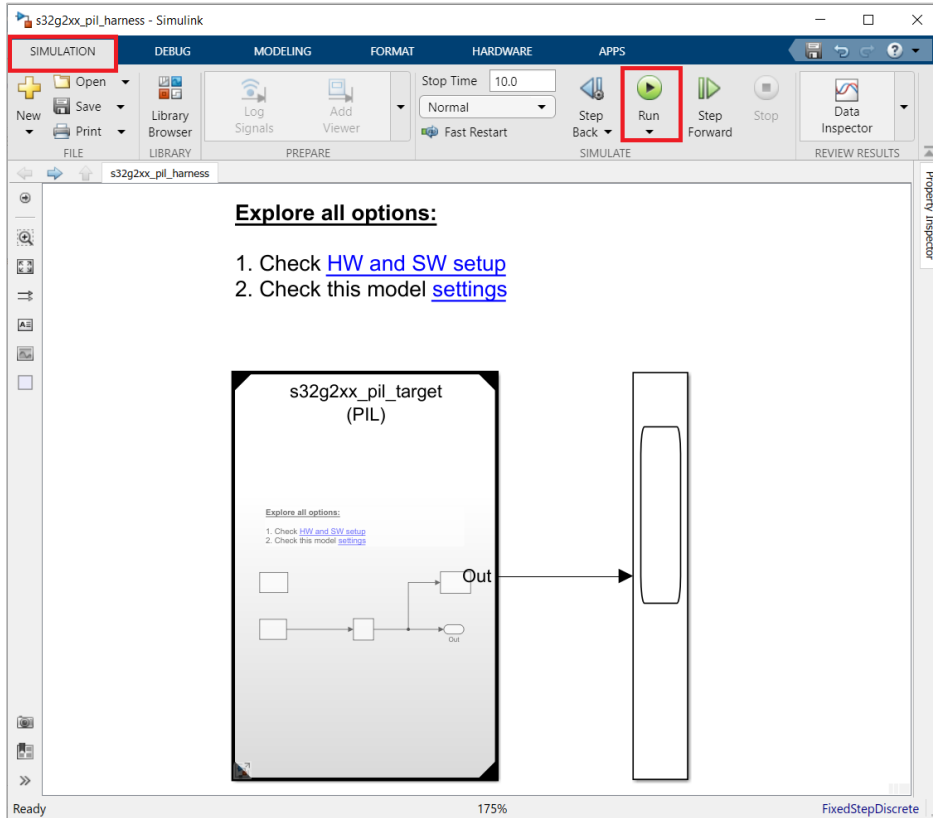 s32g2xx_pil_harness - Simulink
SIMULATION DEBUG MODELING FORMAT HARDWARE APPS
New
Open
Save
Print
FILE
Library Browser
LIBRARY
Log Signals
Add Viewer
PREPARE
Stop Time 10.0
Normal
Fast Restart
Step Back
Run
Step Forward
Stop
SIMULATE
Data Inspector
REVIEW RESULTS
s32g2xx_pil_harness
Property Inspector
Explore all options:
1. Check HW and SW setup
2. Check this model settings
s32g2xx_pil_target
(PIL)
Explore all options:
1. Check HW and SW setup
2. Check this model settings
Out
Out
Ready 175% FixedStepDiscrete